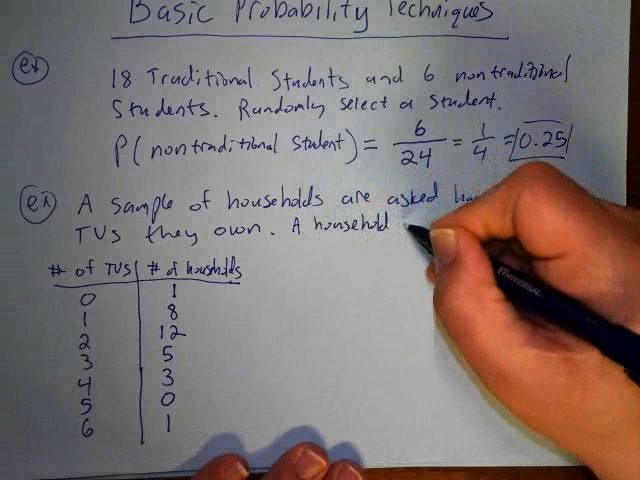 Basic Probability Techniques
ex
18 Traditional Students and 6 nontraditional
Students. Randomly select a student.
P(nontraditional student) = 6/24 = 1/4 = 0.25
ex
A sample of households are asked
TVs they own. A household
# of TVs | # of households
0 | 1
1 | 8
2 | 12
3 | 5
4 | 3
5 | 0
6 | 1
UNIVERSAL